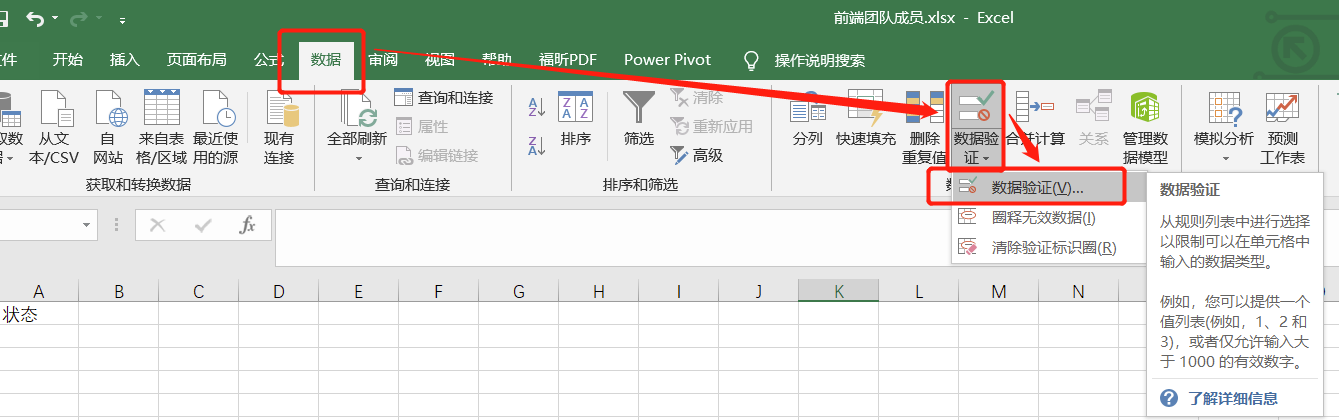 前端团队成员.xlsx - Excel
件 开始 插入 页面布局 公式 数据 审阅 视图 帮助 福昕PDF Power Pivot 操作说明搜索
取数
据
从文
本/CSV
自
网站
来自表
格/区域
最近使
用的源
获取和转换数据
现有
连接
全部刷新
查询和连接
属性
编辑链接
查询和连接
排序
筛选
清除
重新应用
高级
排序和筛选
分列
快速填充
删除
重复值
数据验
证
合并计算
关系
管理数
据模型
模拟分析
预测
工作表
预测
数据验证(V)...
圈释无效数据(I)
清除验证标识圈(R)
数据验证
从规则列表中进行选择
以限制可以在单元格中
输入的数据类型。
例如，您可以提供一个
值列表(例如，1、2 和
3)，或者仅允许输入大
于 1000 的有效数字。
了解详细信息
fx
A B C D E F G H I J K L M N
状态